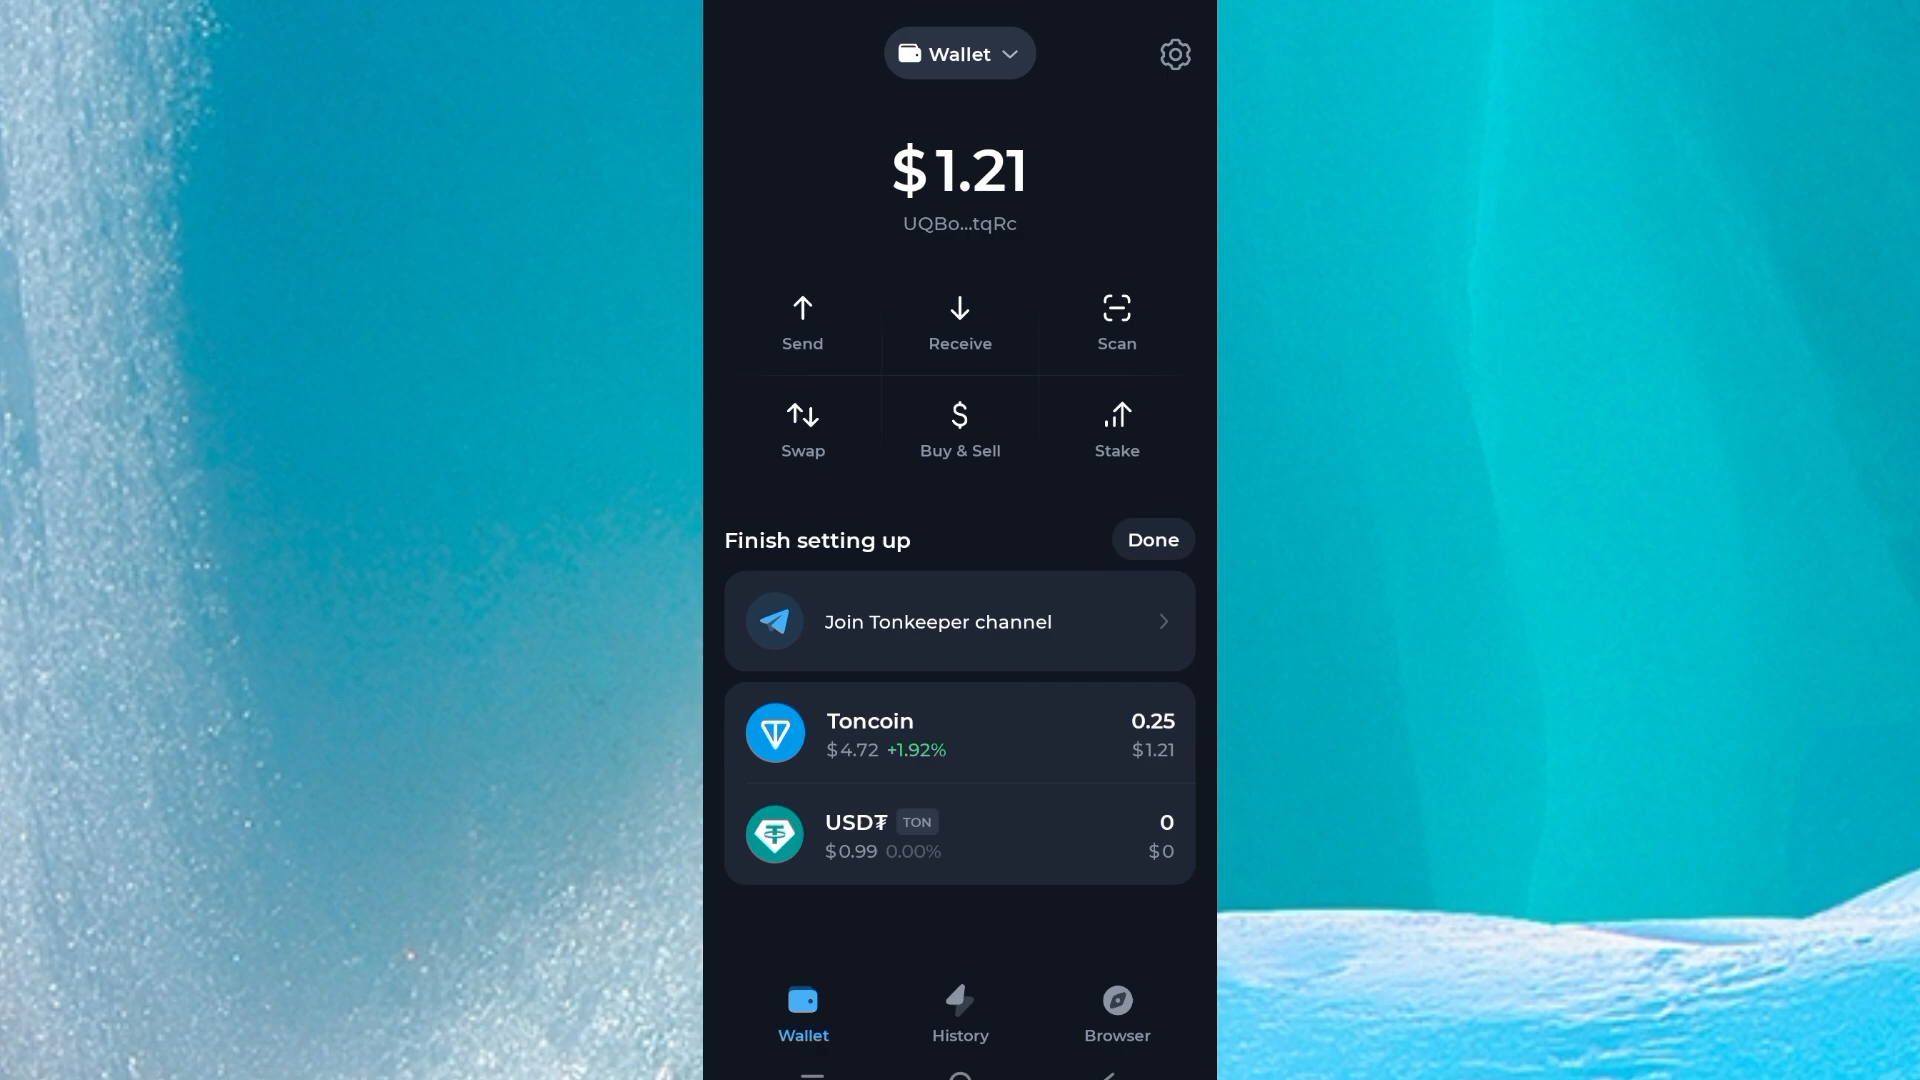 Wallet
$1.21
UQBo...tqRc
Send
Receive
Scan
Swap
Buy & Sell
Stake
Finish setting up
Done
Join Tonkeeper channel
Toncoin
0.25
$4.72 +1.92%
$1.21
USD₮ TON
0
$0.99 0.00%
$0
Wallet
History
Browser